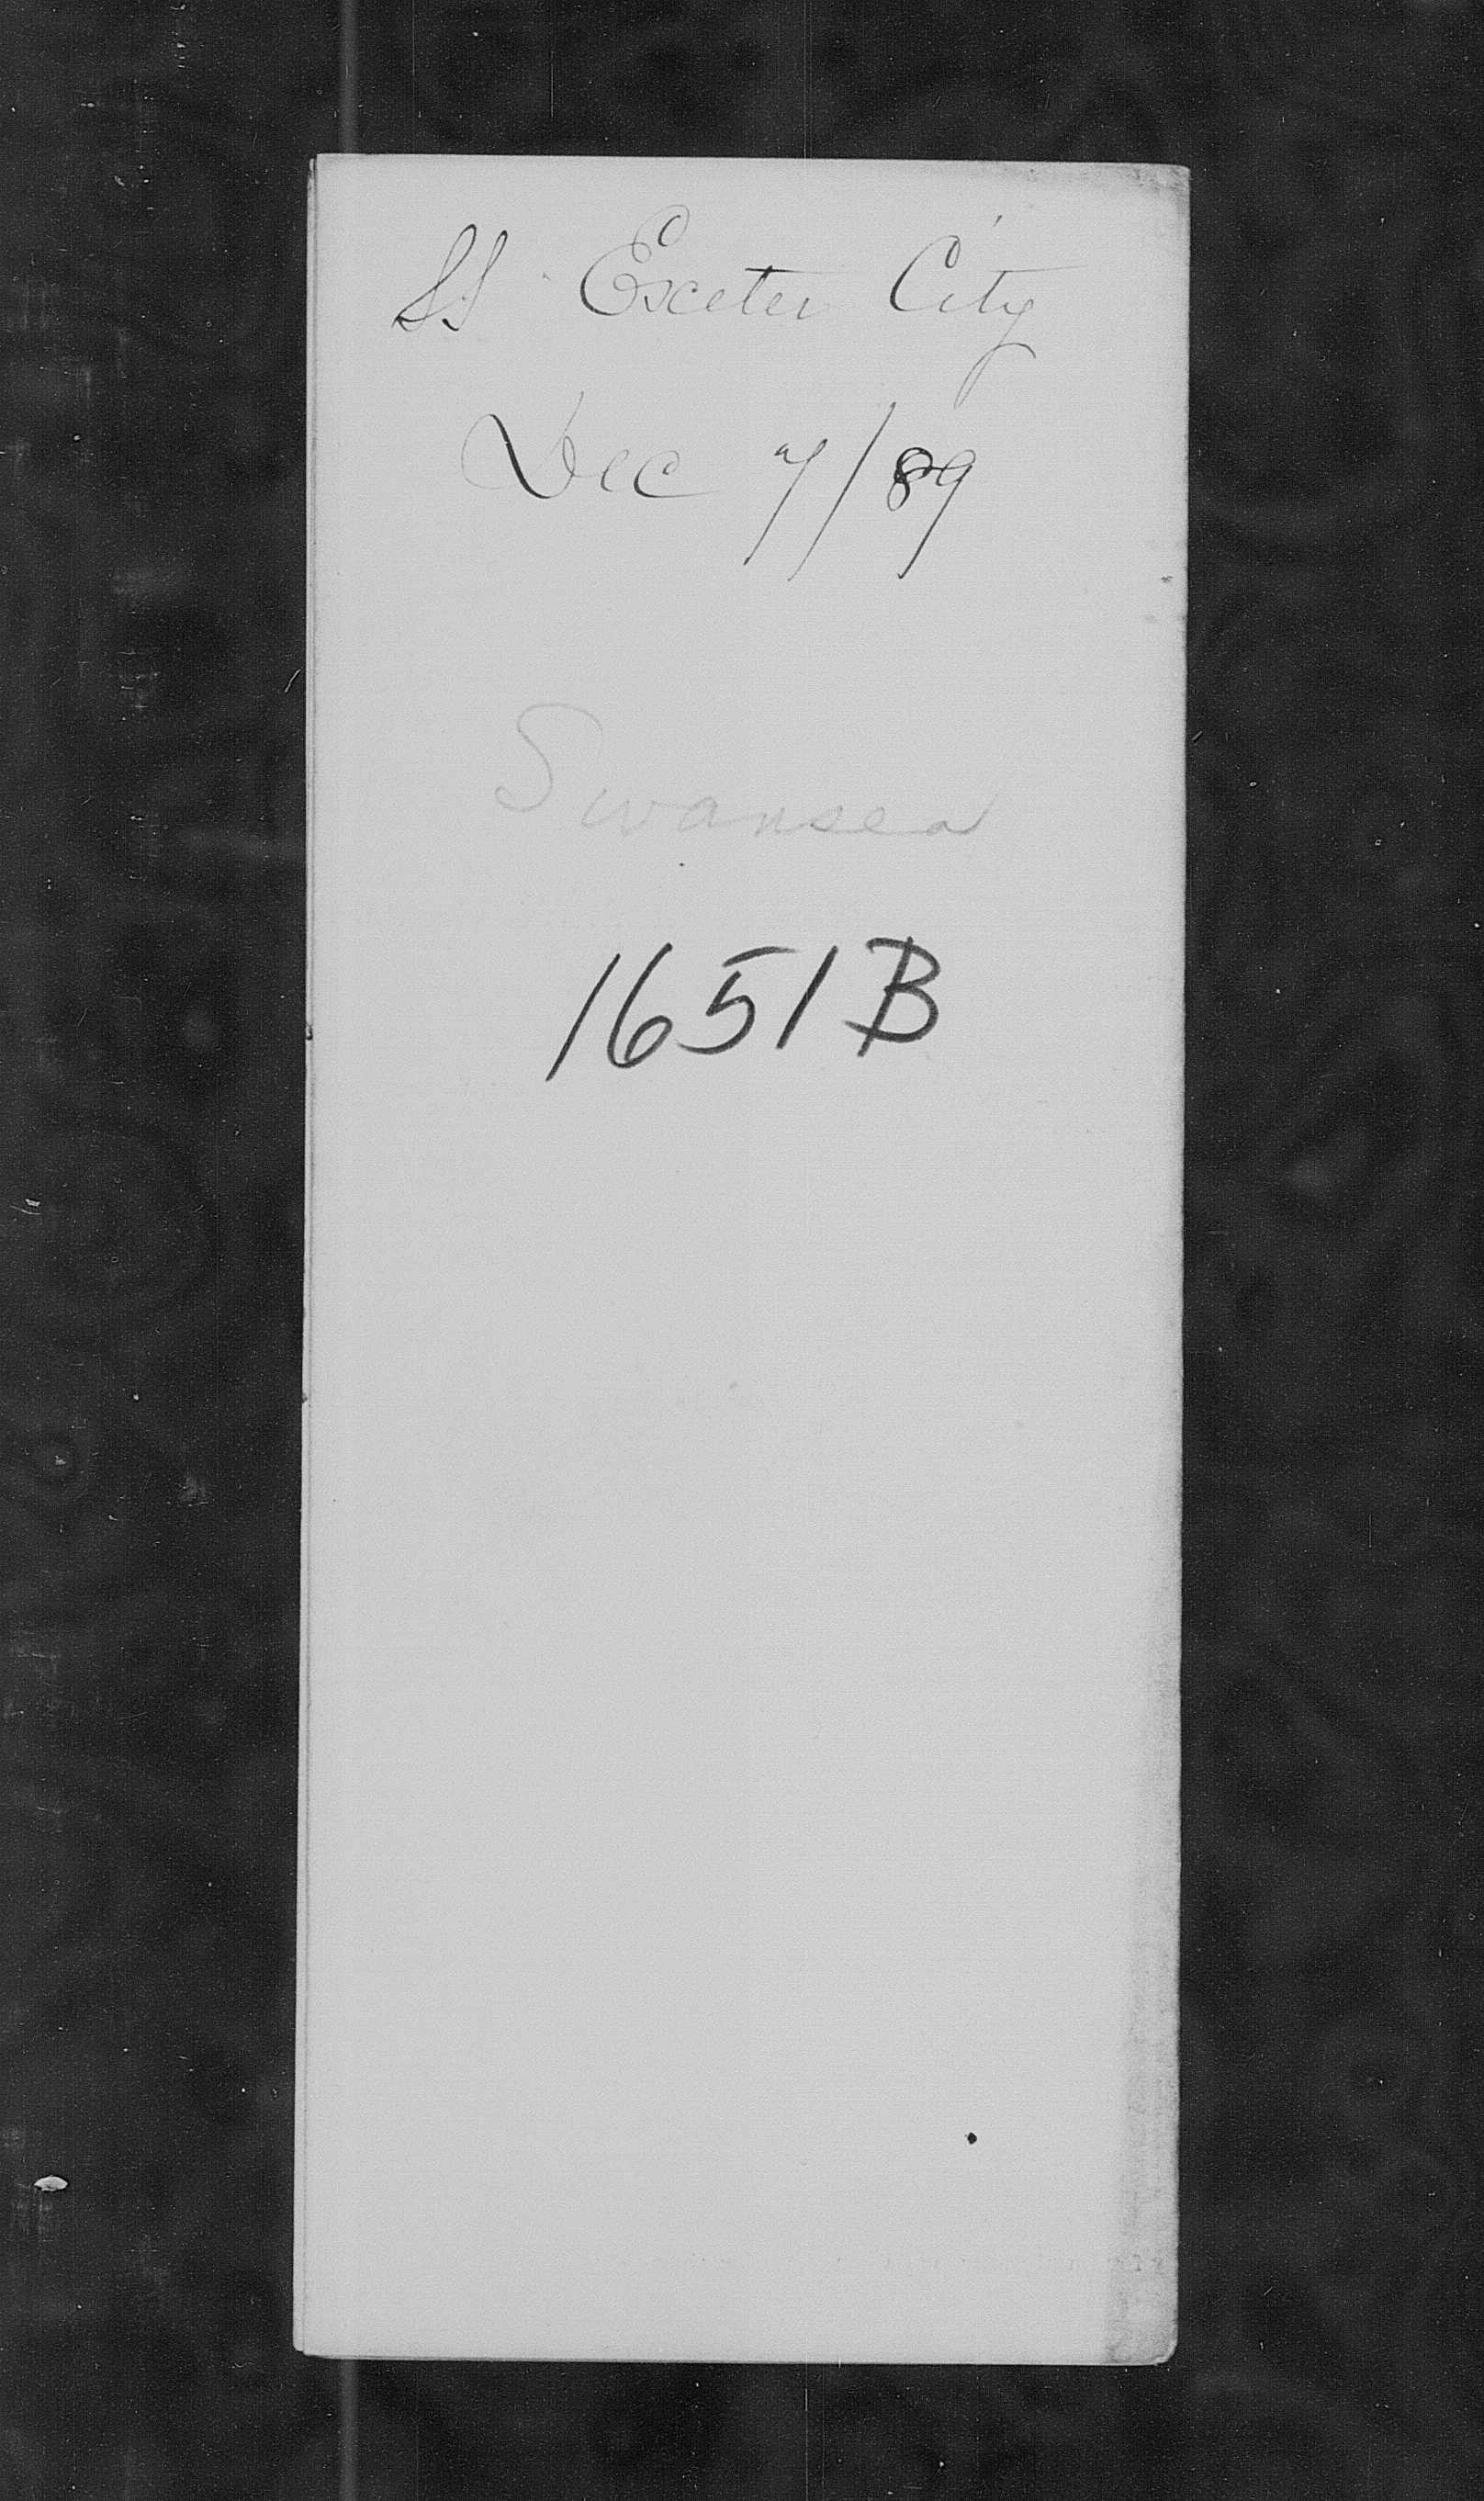 SS Exeter City
Dec 7/89
Swansea
1651B